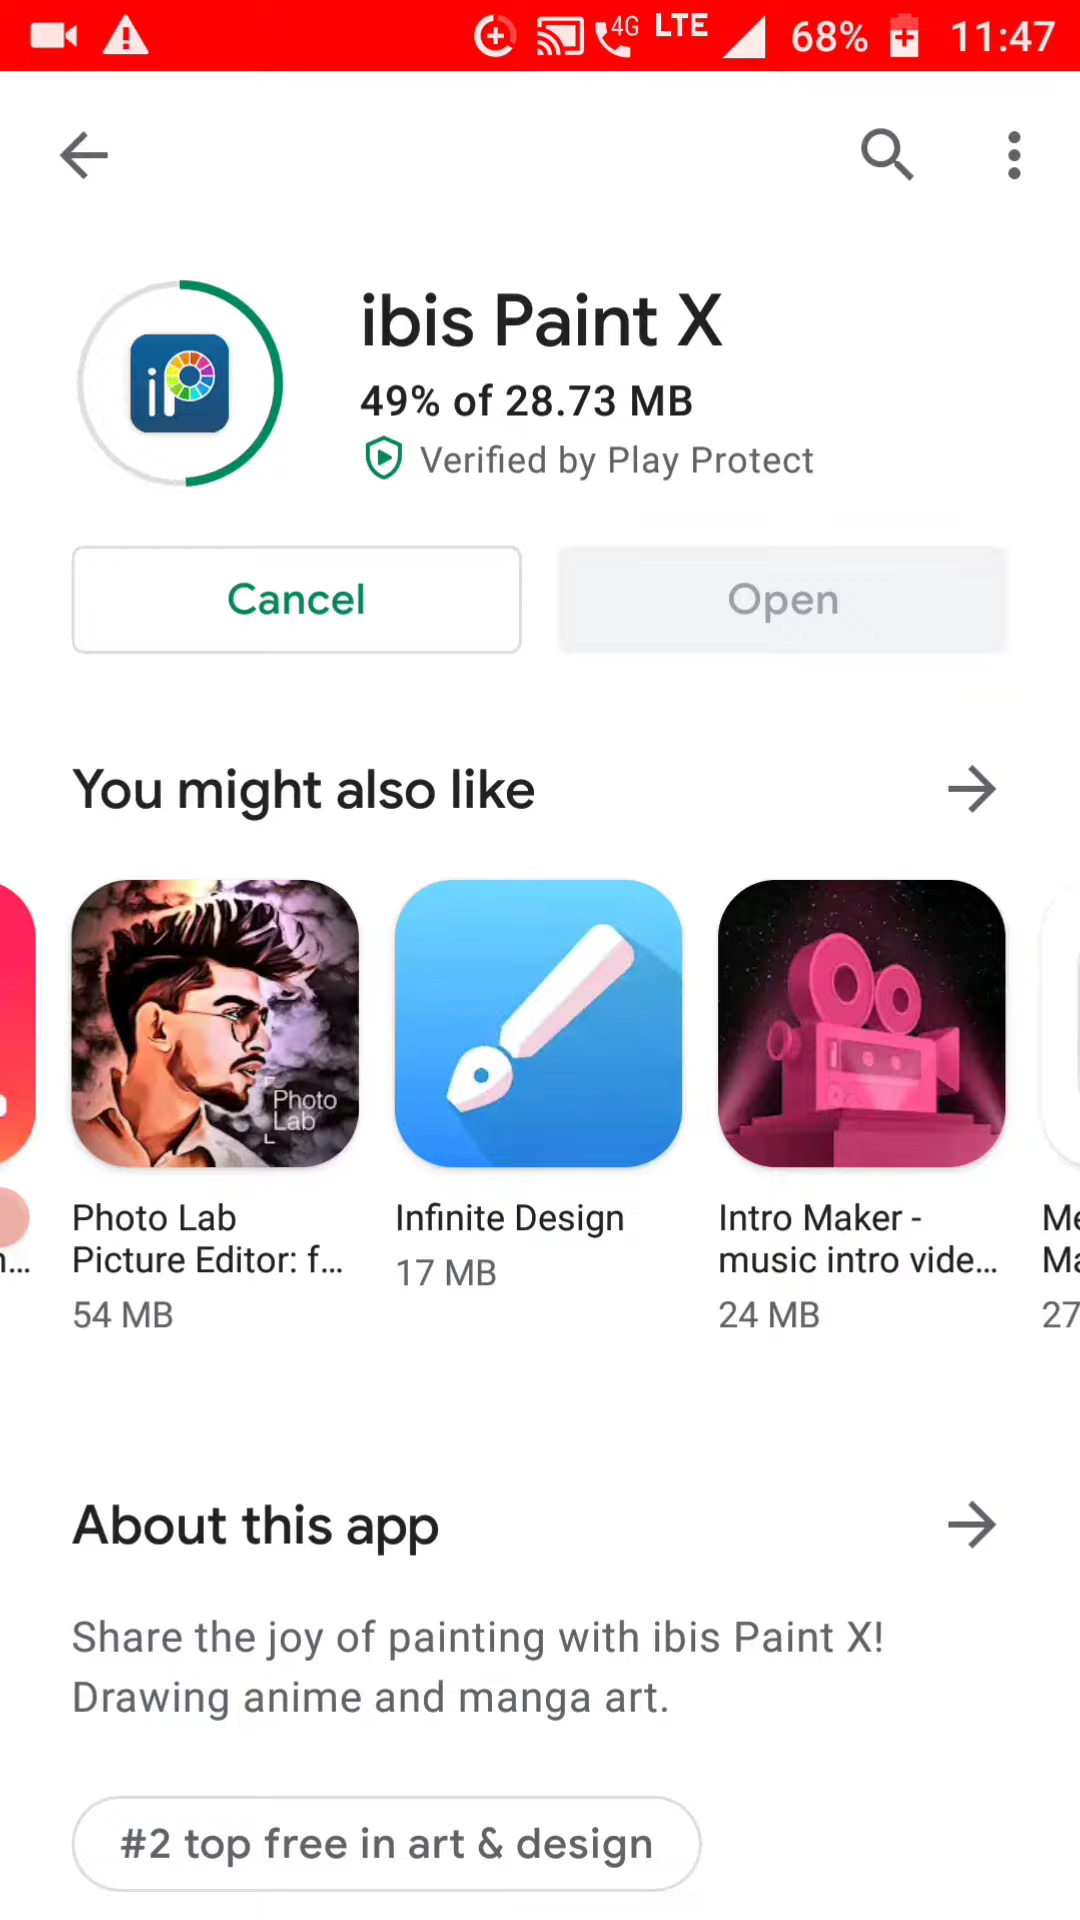 4G LTE 68% 11:47
ibis Paint X
49% of 28.73 MB
Verified by Play Protect
Cancel
Open
You might also like
iP
Photo
Lab
Photo Lab
Picture Editor: f...
54 MB
Infinite Design
17 MB
Intro Maker -
music intro vide...
24 MB
27
About this app
Share the joy of painting with ibis Paint X!
Drawing anime and manga art.
#2 top free in art & design